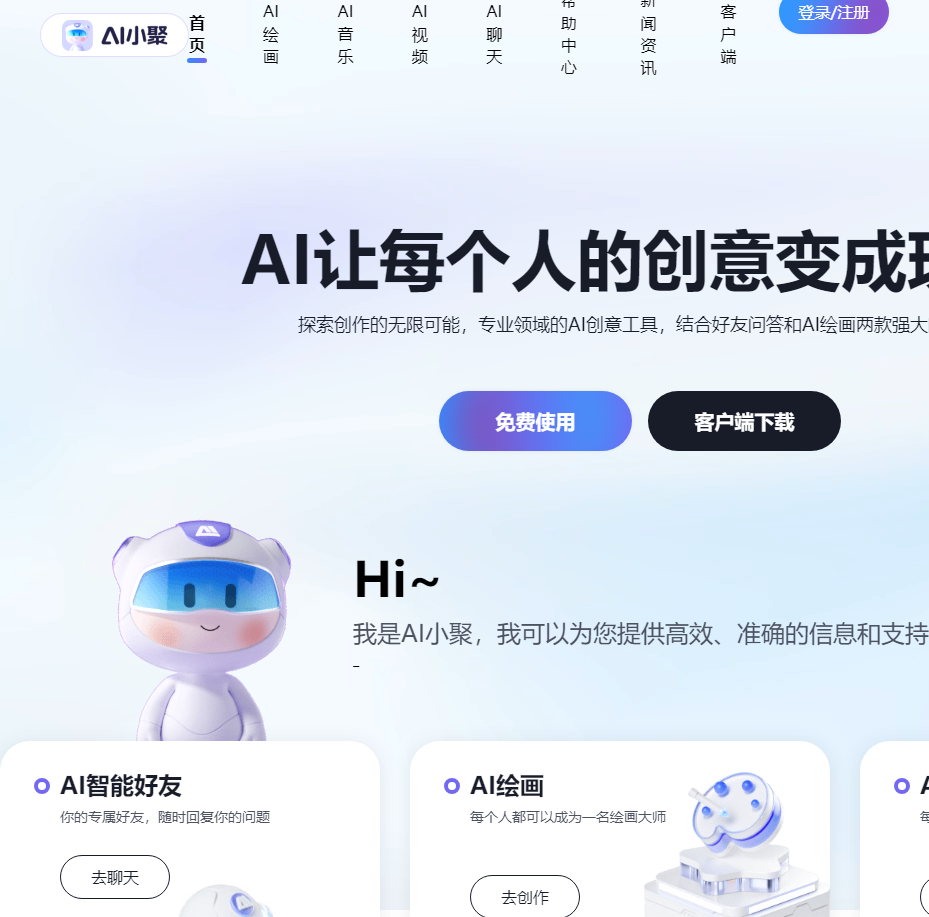 AI小聚
首页
AI绘画
AI音乐
AI视频
AI聊天
帮助中心
新闻资讯
客户端
登录/注册
AI让每个人的创意变成
探索创作的无限可能，专业领域的AI创意工具，结合好友问答和AI绘画两款强大
免费使用
客户端下载
Hi~
我是AI小聚，我可以为您提供高效、准确的信息和支持
-
AI智能好友
你的专属好友，随时回复你的问题
去聊天
AI绘画
每个人都可以成为一名绘画大师
去创作